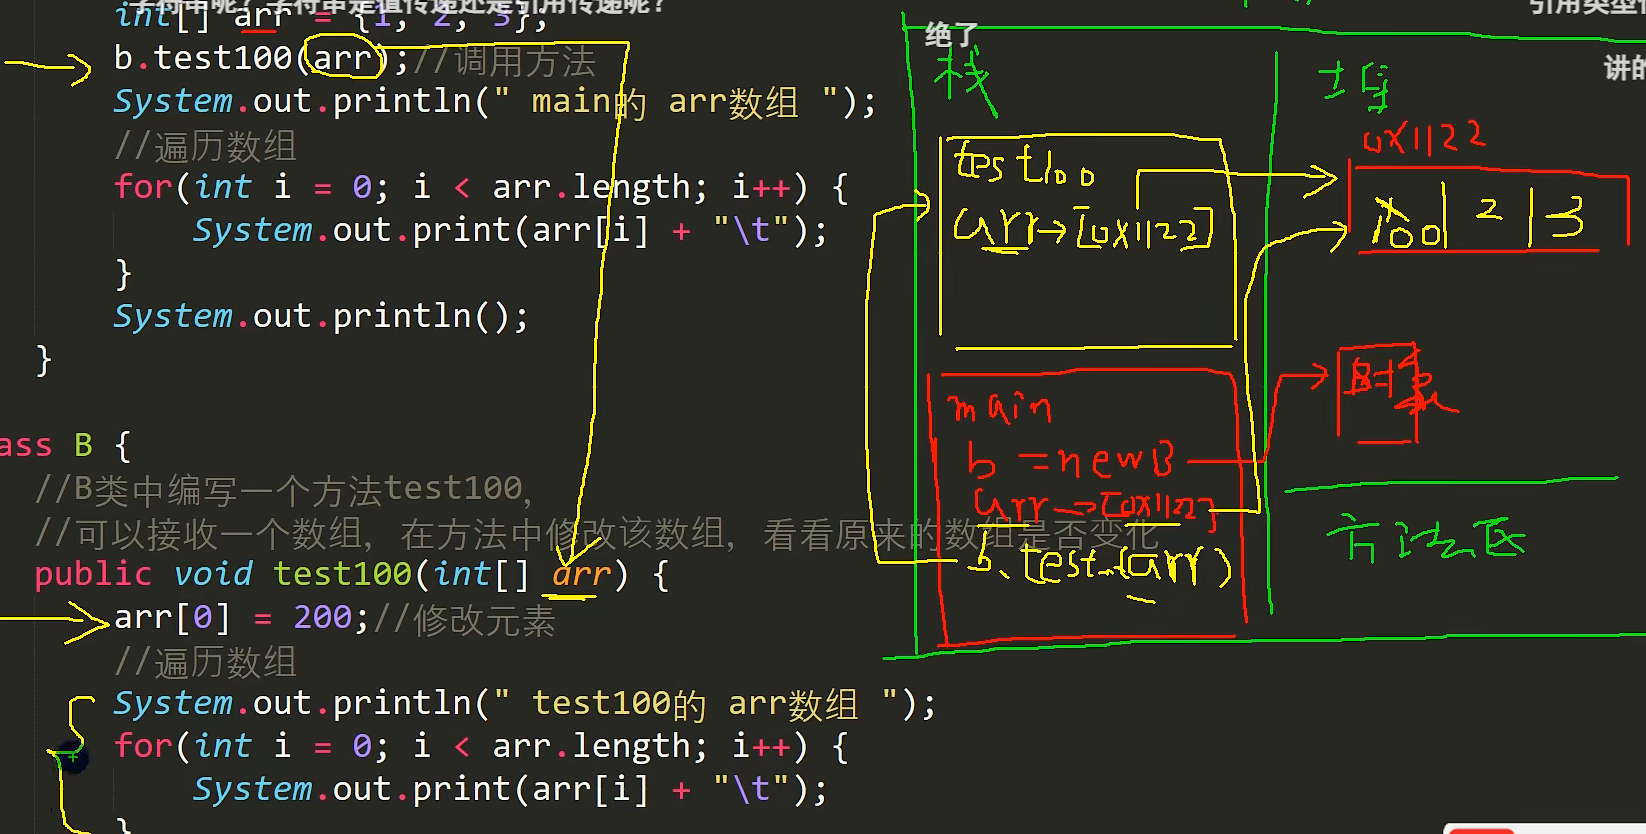 字符串呢？字符串是值传递还是引用传递呢？
int[] arr = {1, 2, 3};
b.test100(arr);//调用方法
System.out.println(" main的 arr数组 ");
//遍历数组
for(int i = 0; i < arr.length; i++) {
System.out.print(arr[i] + "\t");
}
System.out.println();
}
ass B {
//B类中编写一个方法test100,
//可以接收一个数组，在方法中修改该数组，看看原来的数组是否变化
public void test100(int[] arr) {
arr[0] = 200;//修改元素
//遍历数组
System.out.println(" test100的 arr数组 ");
for(int i = 0; i < arr.length; i++) {
System.out.print(arr[i] + "\t");
}
引用类型
绝了
讲的
栈
堆
0x1122
test100
arr→[0x1122]
2 3
main
b =new B
arr→[0x1122]
b.test..(arr)
方法区